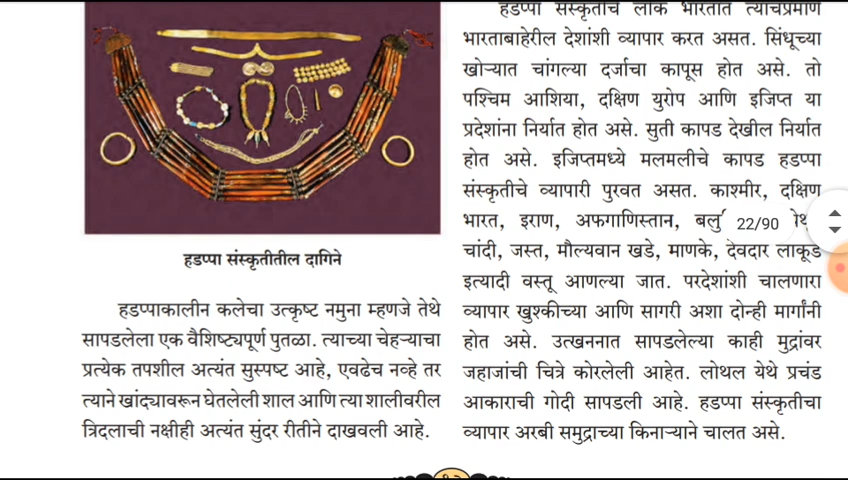 हडप्पा संस्कृतीतील दागिने
हडप्पाकालीन कलेचा उत्कृष्ट नमुना म्हणजे तेथे
सापडलेला एक वैशिष्ट्यपूर्ण पुतळा. त्याच्या चेहऱ्याचा
प्रत्येक तपशील अत्यंत सुस्पष्ट आहे, एवढेच नव्हे तर
त्याने खांद्यावरून घेतलेली शाल आणि त्या शालीवरील
त्रिदलाची नक्षीही अत्यंत सुंदर रीतीने दाखवली आहे.
हडप्पा संस्कृतीचे लोक भारतात त्याचप्रमाणे
भारताबाहेरील देशांशी व्यापार करत असत. सिंधूच्या
खोऱ्यात चांगल्या दर्जाचा कापूस होत असे. तो
पश्चिम आशिया, दक्षिण युरोप आणि इजिप्त या
प्रदेशांना निर्यात होत असे. सुती कापड देखील निर्यात
होत असे. इजिप्तमध्ये मलमलीचे कापड हडप्पा
संस्कृतीचे व्यापारी पुरवत असत. काश्मीर, दक्षिण
भारत, इराण, अफगाणिस्तान, 22/90
चांदी, जस्त, मौल्यवान खडे, माणके, देवदार लाकूड
इत्यादी वस्तू आणल्या जात. परदेशांशी चालणारा
व्यापार खुश्कीच्या आणि सागरी अशा दोन्ही मार्गांनी
होत असे. उत्खननात सापडलेल्या काही मुद्रांवर
जहाजांची चित्रे कोरलेली आहेत. लोथल येथे प्रचंड
आकाराची गोदी सापडली आहे. हडप्पा संस्कृतीचा
व्यापार अरबी समुद्राच्या किनाऱ्याने चालत असे.